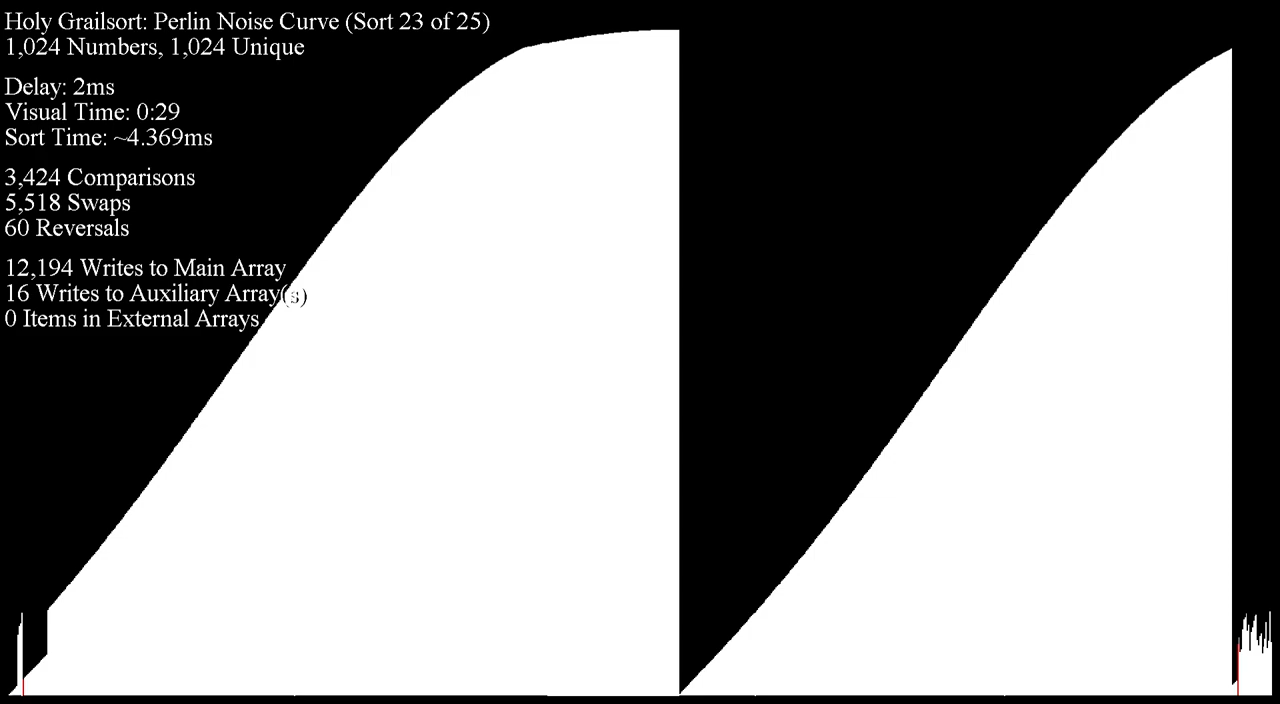 Holy Grailsort: Perlin Noise Curve (Sort 23 of 25)
1,024 Numbers, 1,024 Unique
Delay: 2ms
Visual Time: 0:29
Sort Time: ~4.369ms
3,424 Comparisons
5,518 Swaps
60 Reversals
12,194 Writes to Main Array
16 Writes to Auxiliary Array(s)
0 Items in External Arrays